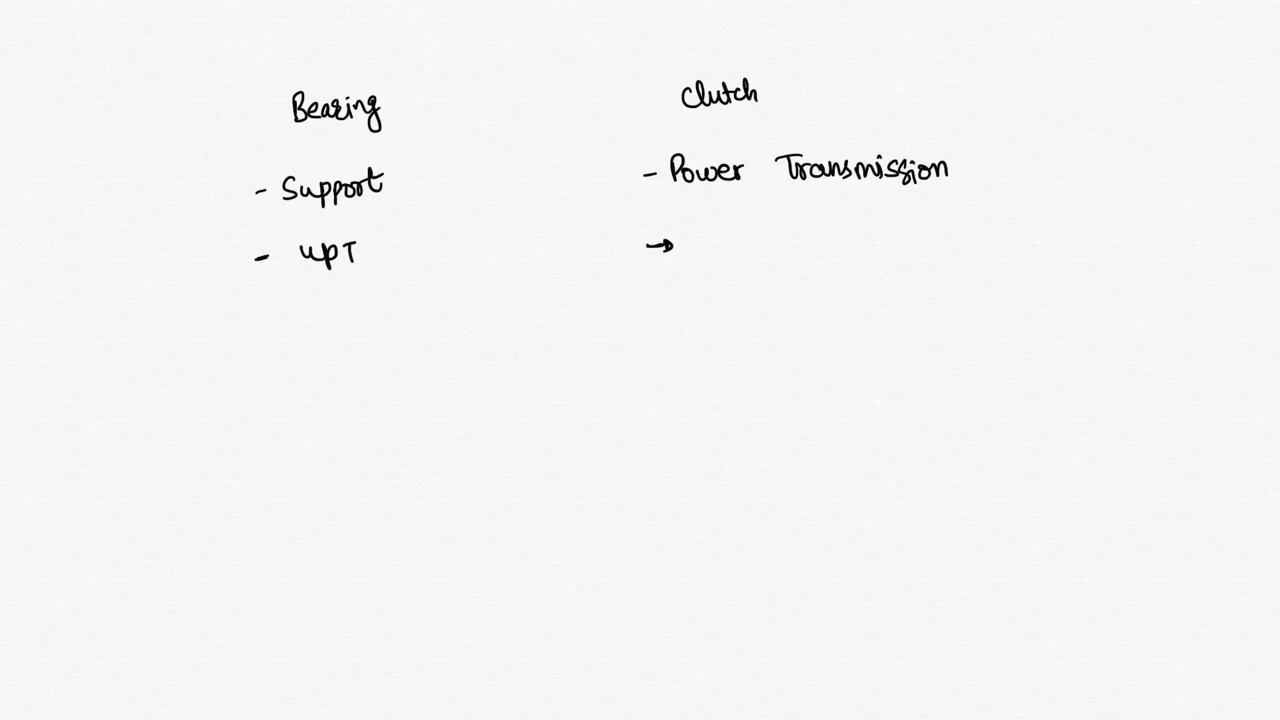 Bearing
- Support
- UPT
Clutch
- Power Transmission
→